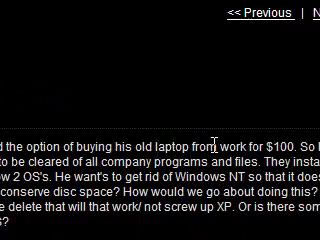 << Previous | N
d the option of buying his old laptop from work for $100. So
to be cleared of all company programs and files. They insta
ow 2 OS's. He want's to get rid of Windows NT so that it does
conserve disc space? How would we go about doing this?
e delete that will that work/ not screw up XP. Or is there som
S?